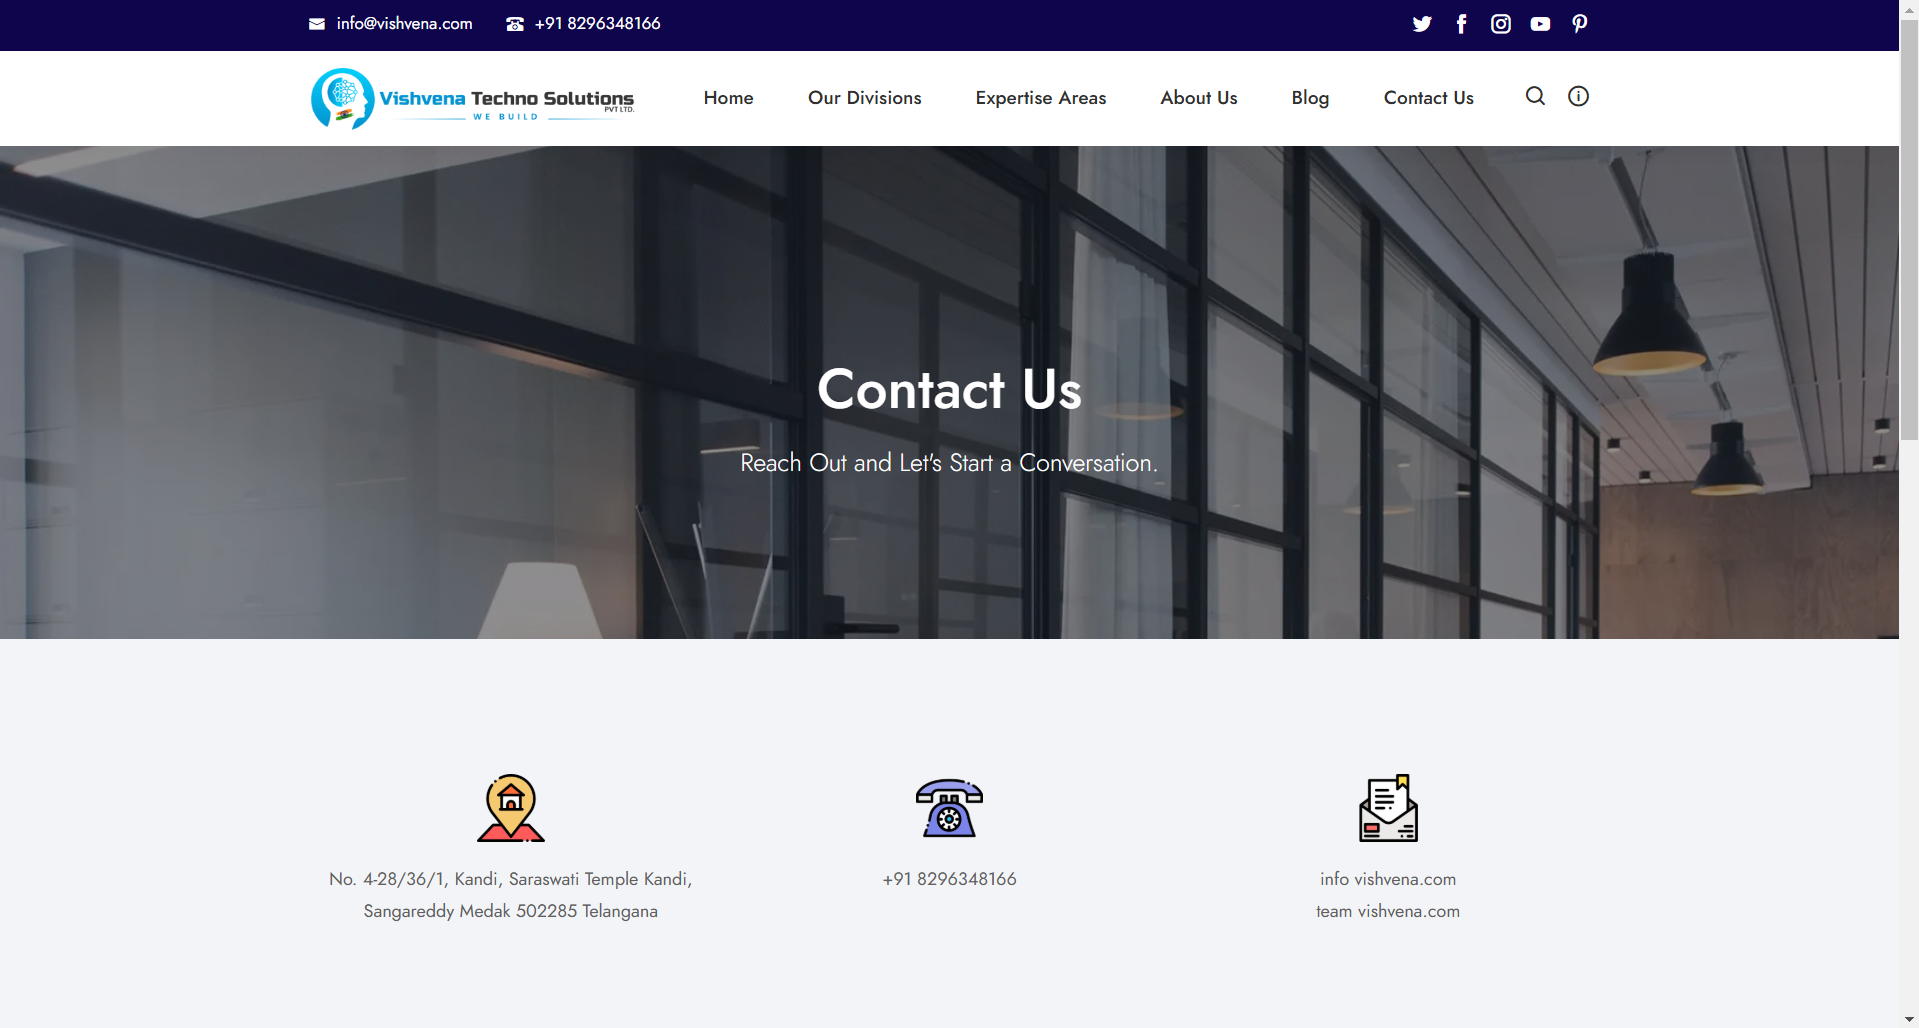 info@vishvena.com +91 8296348166
Vishvena Techno Solutions
PVT LTD.
WE BUILD
Home Our Divisions Expertise Areas About Us Blog Contact Us
Contact Us
Reach Out and Let's Start a Conversation.
No. 4-28/36/1, Kandi, Saraswati Temple Kandi,
Sangareddy Medak 502285 Telangana
+91 8296348166
info vishvena.com
team vishvena.com